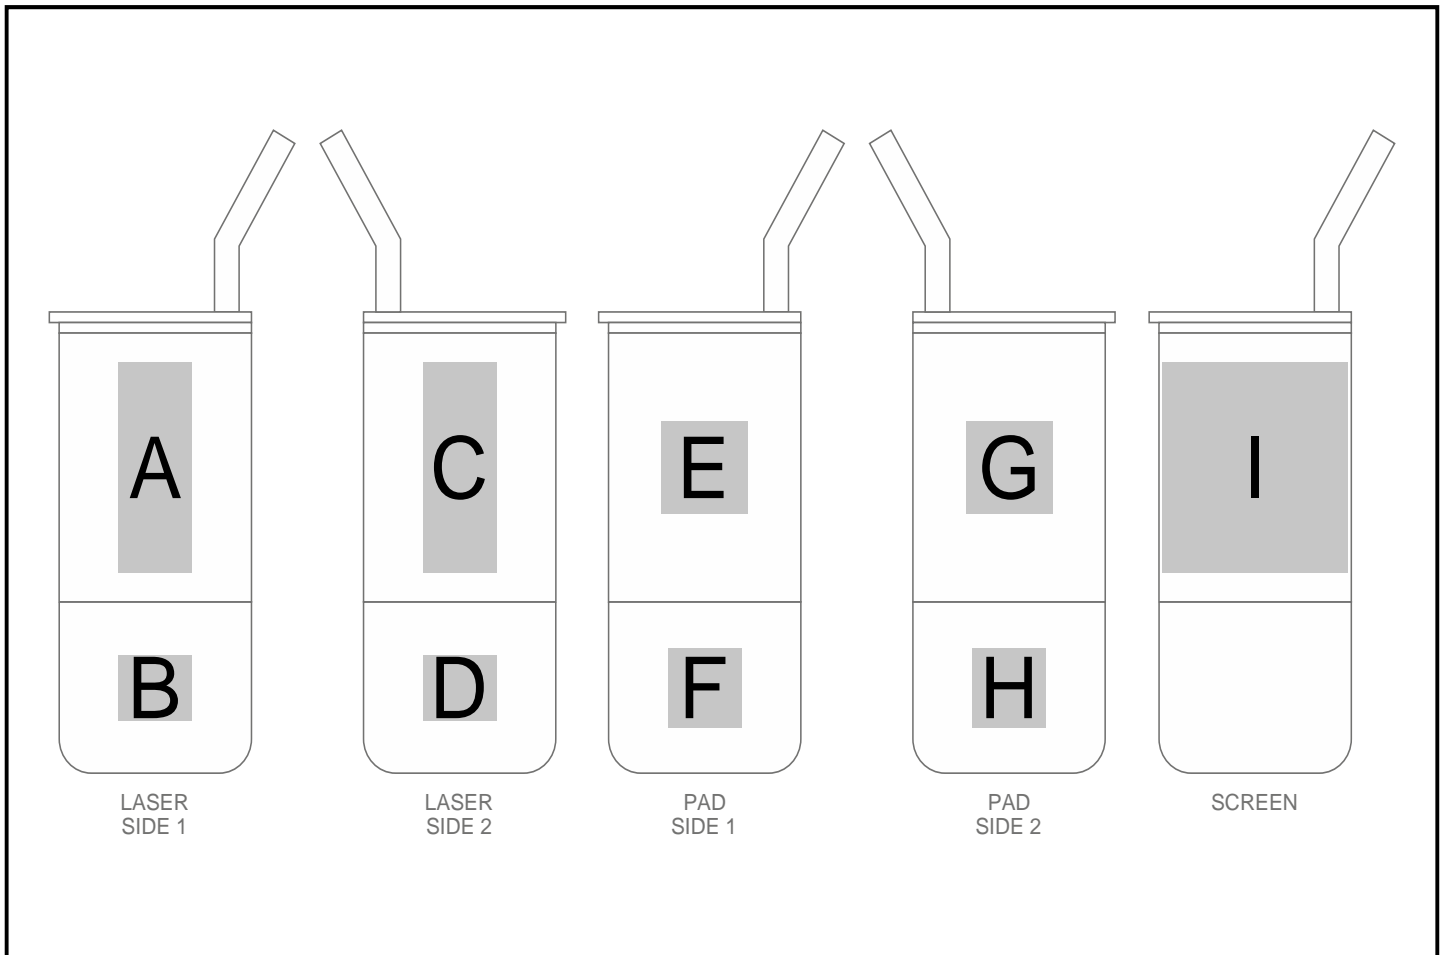 A
C
E
G
I
B
D
F
H
LASER
SIDE 1
LASER
SIDE 2
PAD
SIDE 1
PAD
SIDE 2
SCREEN